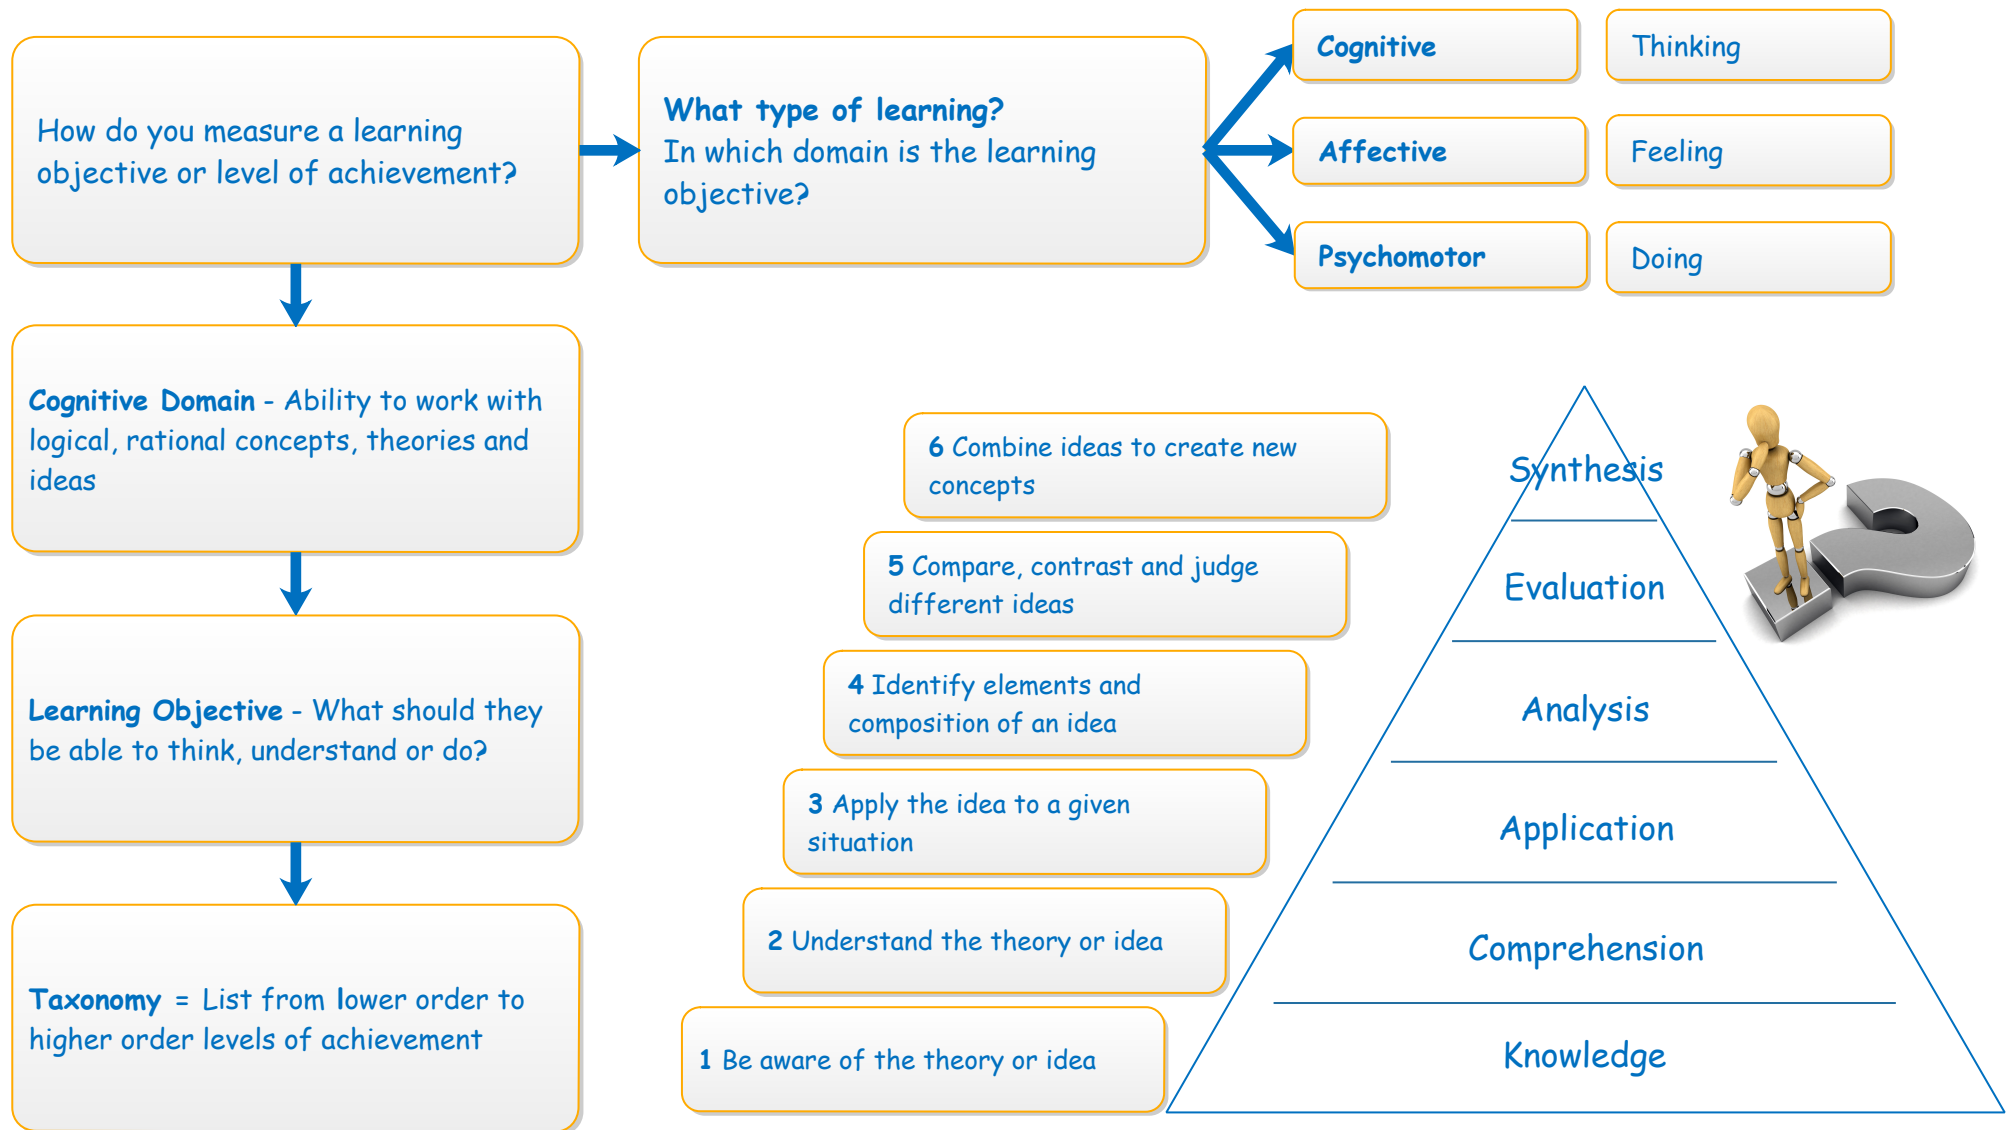 How do you measure a learning
objective or level of achievement?
What type of learning?
In which domain is the learning
objective?
Cognitive
Thinking
Affective
Feeling
Psychomotor
Doing
Cognitive Domain - Ability to work with
logical, rational concepts, theories and
ideas
Learning Objective - What should they
be able to think, understand or do?
Taxonomy = List from lower order to
higher order levels of achievement
6 Combine ideas to create new
concepts
5 Compare, contrast and judge
different ideas
4 Identify elements and
composition of an idea
3 Apply the idea to a given
situation
2 Understand the theory or idea
1 Be aware of the theory or idea
Synthesis
Evaluation
Analysis
Application
Comprehension
Knowledge